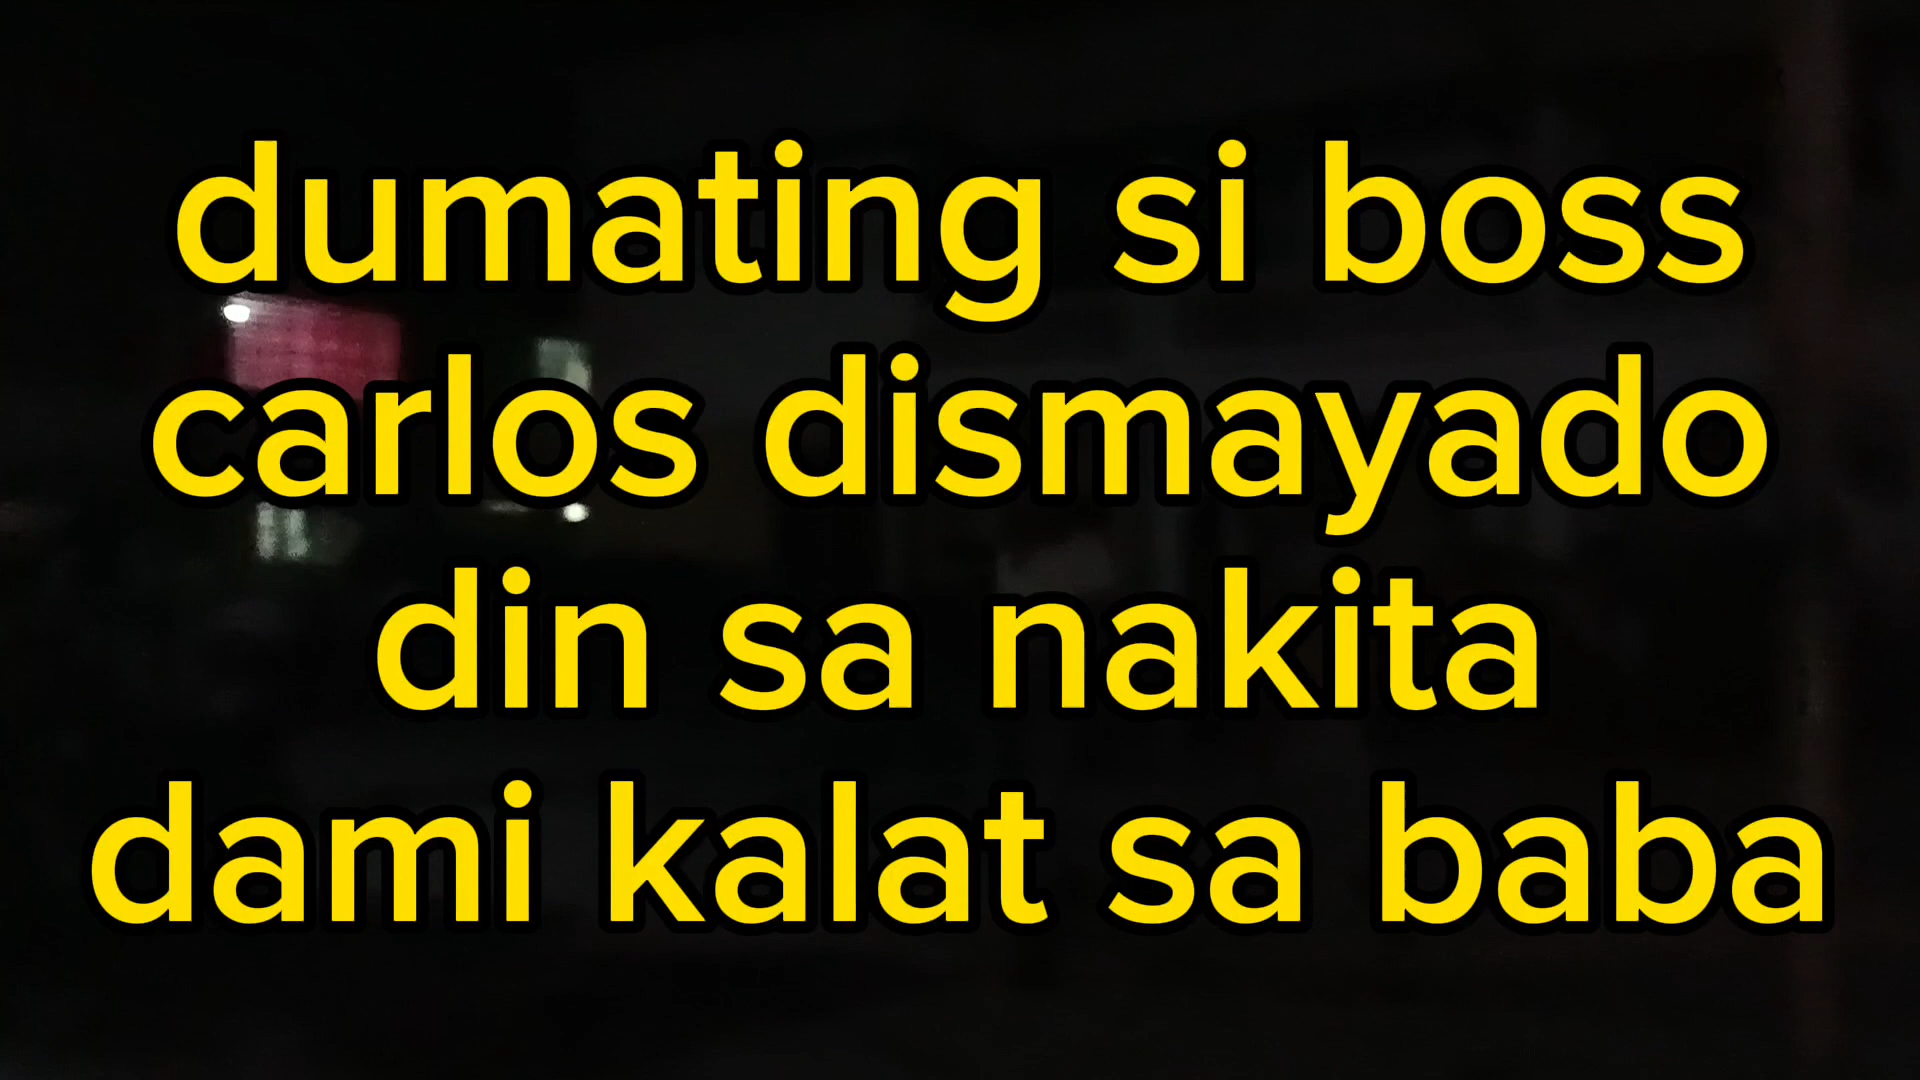 dumating si boss
carlos dismayado
din sa nakita
dami kalat sa baba